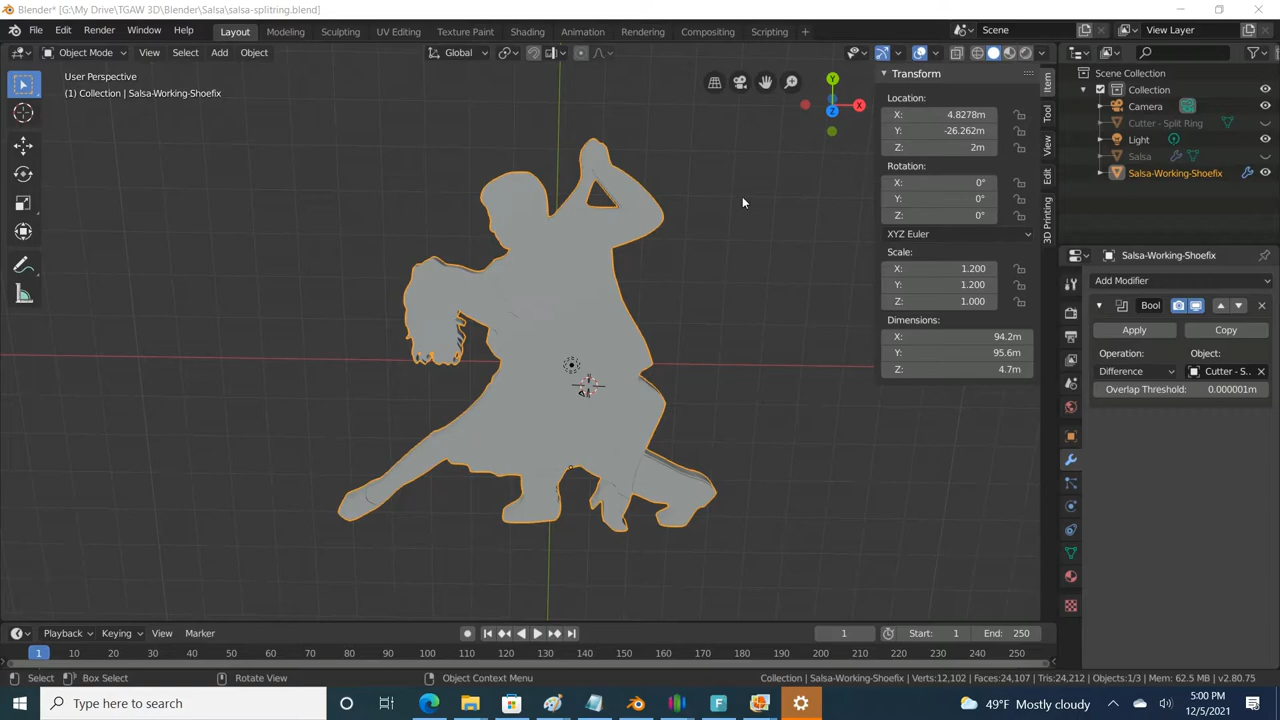 Blender* [G:\My Drive\TGAW 3D\Blender\Salsa\salsa-splitring.blend]
File Edit Render Window Help Layout Modeling Sculpting UV Editing Texture Paint Shading Animation Rendering Compositing Scripting + Scene View Layer
Object Mode View Select Add Object Global
User Perspective
(1) Collection | Salsa-Working-Shoefix
Y
X
Z
Transform
Location:
X: 4.8278m
Y: -26.262m
Z: 2m
Rotation:
X: 0°
Y: 0°
Z: 0°
XYZ Euler
Scale:
X: 1.200
Y: 1.200
Z: 1.000
Dimensions:
X: 94.2m
Y: 95.6m
Z: 4.7m
Item
Tool
View
Edit
3D Printing
Scene Collection
Collection
Camera
Cutter - Split Ring
Light
Salsa
Salsa-Working-Shoefix
Salsa-Working-Shoefix
Add Modifier
Bool
Apply Copy
Operation: Object:
Difference Cutter - S..
Overlap Threshold: 0.000001m
Playback Keying View Marker 1 Start: 1 End: 250
1 10 20 30 40 50 60 70 80 90 100 110 120 130 140 150 160 170 180 190 200 210 220 230 240 250
Select Box Select Rotate View Object Context Menu Collection | Salsa-Working-Shoefix | Verts:12,102 | Faces:24,107 | Tris:24,212 | Objects:1/3 | Mem: 62.5 MB | v2.80.75
Type here to search F 49°F Mostly cloudy 5:00 PM
12/5/2021